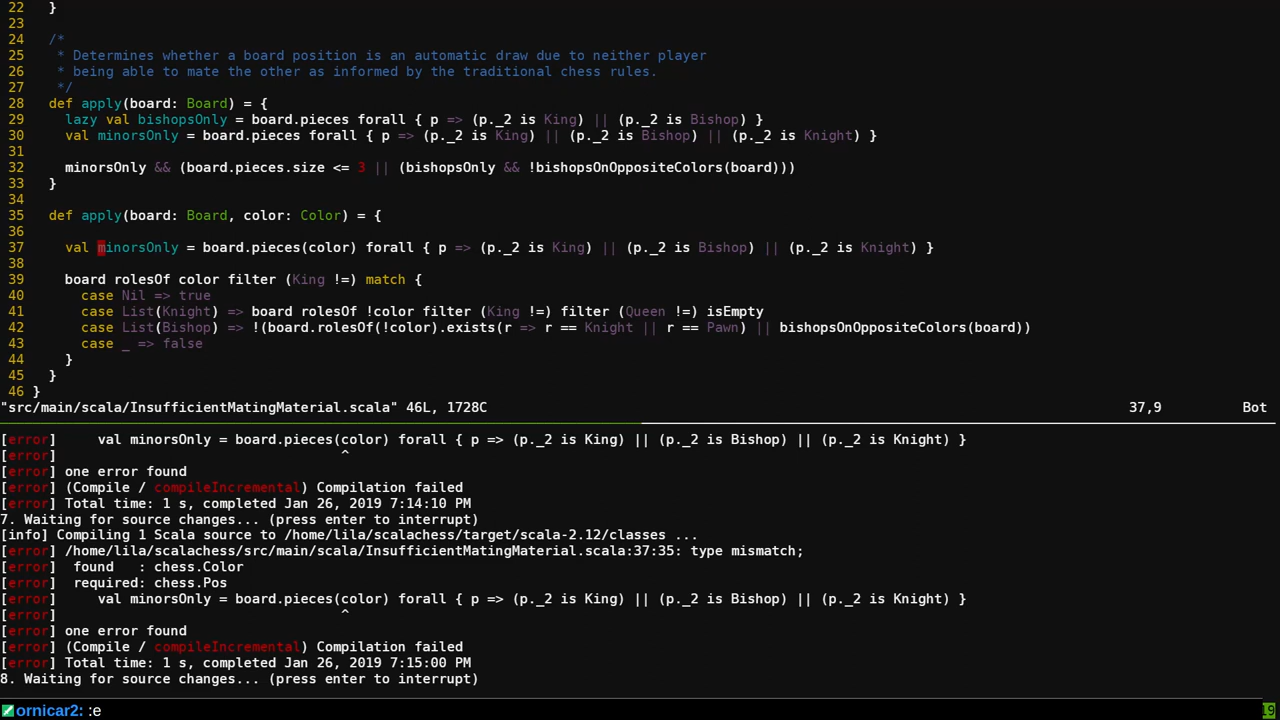 22   }
23
24   /*
25    * Determines whether a board position is an automatic draw due to neither player
26    * being able to mate the other as informed by the traditional chess rules.
27    */
28   def apply(board: Board) = {
29     lazy val bishopsOnly = board.pieces forall { p => (p._2 is King) || (p._2 is Bishop) }
30     val minorsOnly = board.pieces forall { p => (p._2 is King) || (p._2 is Bishop) || (p._2 is Knight) }
31
32     minorsOnly && (board.pieces.size <= 3 || (bishopsOnly && !bishopsOnOppositeColors(board)))
33   }
34
35   def apply(board: Board, color: Color) = {
36
37     val minorsOnly = board.pieces(color) forall { p => (p._2 is King) || (p._2 is Bishop) || (p._2 is Knight) }
38
39     board rolesOf color filter (King !=) match {
40       case Nil => true
41       case List(Knight) => board rolesOf !color filter (King !=) filter (Queen !=) isEmpty
42       case List(Bishop) => !(board.rolesOf(!color).exists(r => r == Knight || r == Pawn) || bishopsOnOppositeColors(board))
43       case _ => false
44     }
45   }
46 }
"src/main/scala/InsufficientMatingMaterial.scala" 46L, 1728C 37,9 Bot
[error]     val minorsOnly = board.pieces(color) forall { p => (p._2 is King) || (p._2 is Bishop) || (p._2 is Knight) }
[error]                                   ^
[error] one error found
[error] (Compile / compileIncremental) Compilation failed
[error] Total time: 1 s, completed Jan 26, 2019 7:14:10 PM
7. Waiting for source changes... (press enter to interrupt)
[info] Compiling 1 Scala source to /home/lila/scalachess/target/scala-2.12/classes ...
[error] /home/lila/scalachess/src/main/scala/InsufficientMatingMaterial.scala:37:35: type mismatch;
[error]  found   : chess.Color
[error]  required: chess.Pos
[error]     val minorsOnly = board.pieces(color) forall { p => (p._2 is King) || (p._2 is Bishop) || (p._2 is Knight) }
[error]                                   ^
[error] one error found
[error] (Compile / compileIncremental) Compilation failed
[error] Total time: 1 s, completed Jan 26, 2019 7:15:00 PM
8. Waiting for source changes... (press enter to interrupt)
ornicar2: :e 19